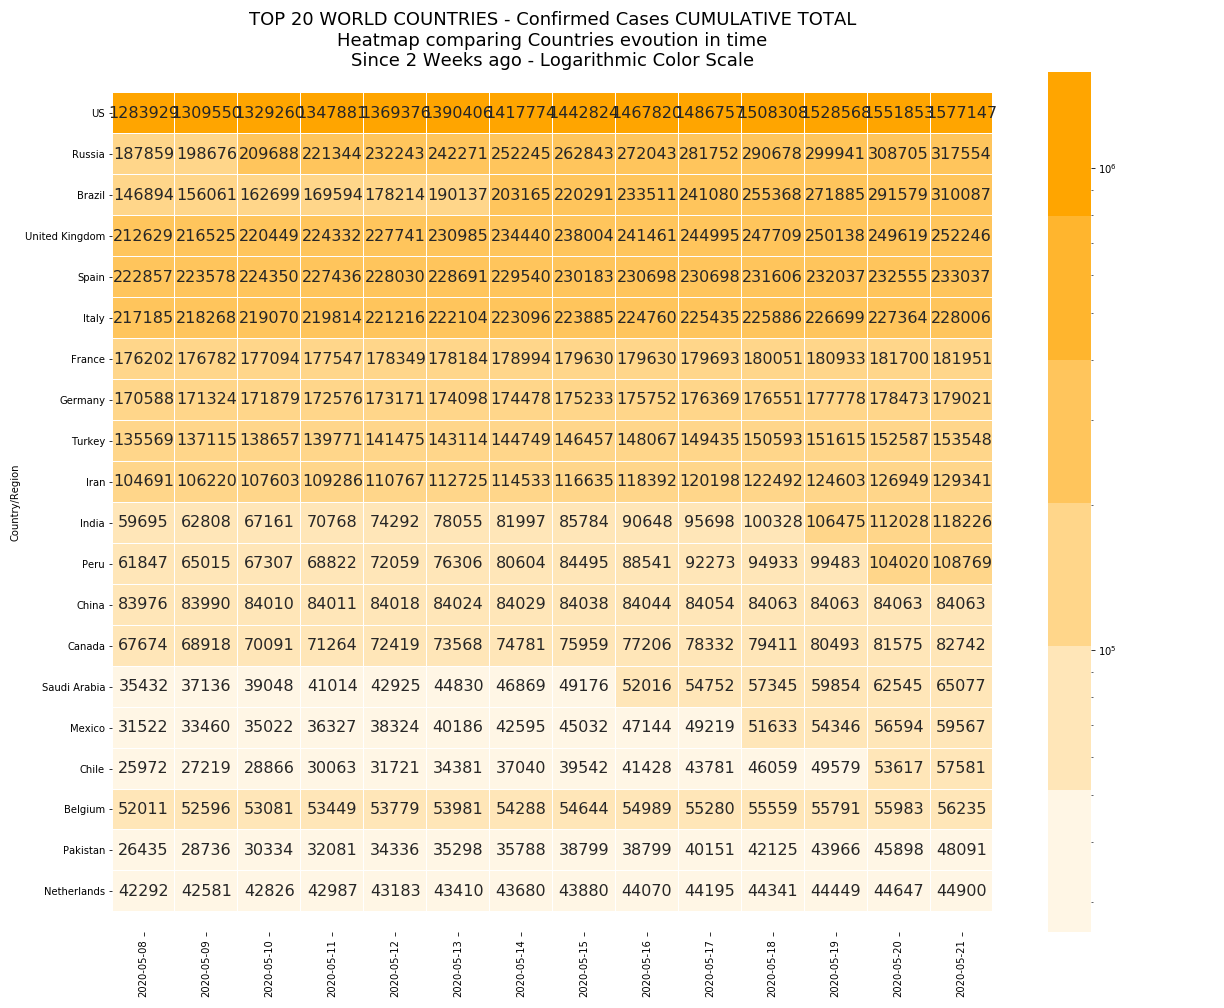 TOP 20 WORLD COUNTRIES - Confirmed Cases CUMULATIVE TOTAL
Heatmap comparing Countries evoution in time
Since 2 Weeks ago - Logarithmic Color Scale
US 1283929 1309550 1329260 1347881 1369376 1390406 1417774 1442824 1467820 1486757 1508308 1528568 1551853 1577147
Russia 187859 198676 209688 221344 232243 242271 252245 262843 272043 281752 290678 299941 308705 317554
Brazil 146894 156061 162699 169594 178214 190137 203165 220291 233511 241080 255368 271885 291579 310087
United Kingdom 212629 216525 220449 224332 227741 230985 234440 238004 241461 244995 247709 250138 249619 252246
Spain 222857 223578 224350 227436 228030 228691 229540 230183 230698 230698 231606 232037 232555 233037
Italy 217185 218268 219070 219814 221216 222104 223096 223885 224760 225435 225886 226699 227364 228006
France 176202 176782 177094 177547 178349 178184 178994 179630 179630 179693 180051 180933 181700 181951
Germany 170588 171324 171879 172576 173171 174098 174478 175233 175752 176369 176551 177778 178473 179021
Turkey 135569 137115 138657 139771 141475 143114 144749 146457 148067 149435 150593 151615 152587 153548
Iran 104691 106220 107603 109286 110767 112725 114533 116635 118392 120198 122492 124603 126949 129341
India 59695 62808 67161 70768 74292 78055 81997 85784 90648 95698 100328 106475 112028 118226
Peru 61847 65015 67307 68822 72059 76306 80604 84495 88541 92273 94933 99483 104020 108769
China 83976 83990 84010 84011 84018 84024 84029 84038 84044 84054 84063 84063 84063 84063
Canada 67674 68918 70091 71264 72419 73568 74781 75959 77206 78332 79411 80493 81575 82742
Saudi Arabia 35432 37136 39048 41014 42925 44830 46869 49176 52016 54752 57345 59854 62545 65077
Mexico 31522 33460 35022 36327 38324 40186 42595 45032 47144 49219 51633 54346 56594 59567
Chile 25972 27219 28866 30063 31721 34381 37040 39542 41428 43781 46059 49579 53617 57581
Belgium 52011 52596 53081 53449 53779 53981 54288 54644 54989 55280 55559 55791 55983 56235
Pakistan 26435 28736 30334 32081 34336 35298 35788 38799 38799 40151 42125 43966 45898 48091
Netherlands 42292 42581 42826 42987 43183 43410 43680 43880 44070 44195 44341 44449 44647 44900
2020-05-08 2020-05-09 2020-05-10 2020-05-11 2020-05-12 2020-05-13 2020-05-14 2020-05-15 2020-05-16 2020-05-17 2020-05-18 2020-05-19 2020-05-20 2020-05-21
Country/Region
10⁶
10⁵